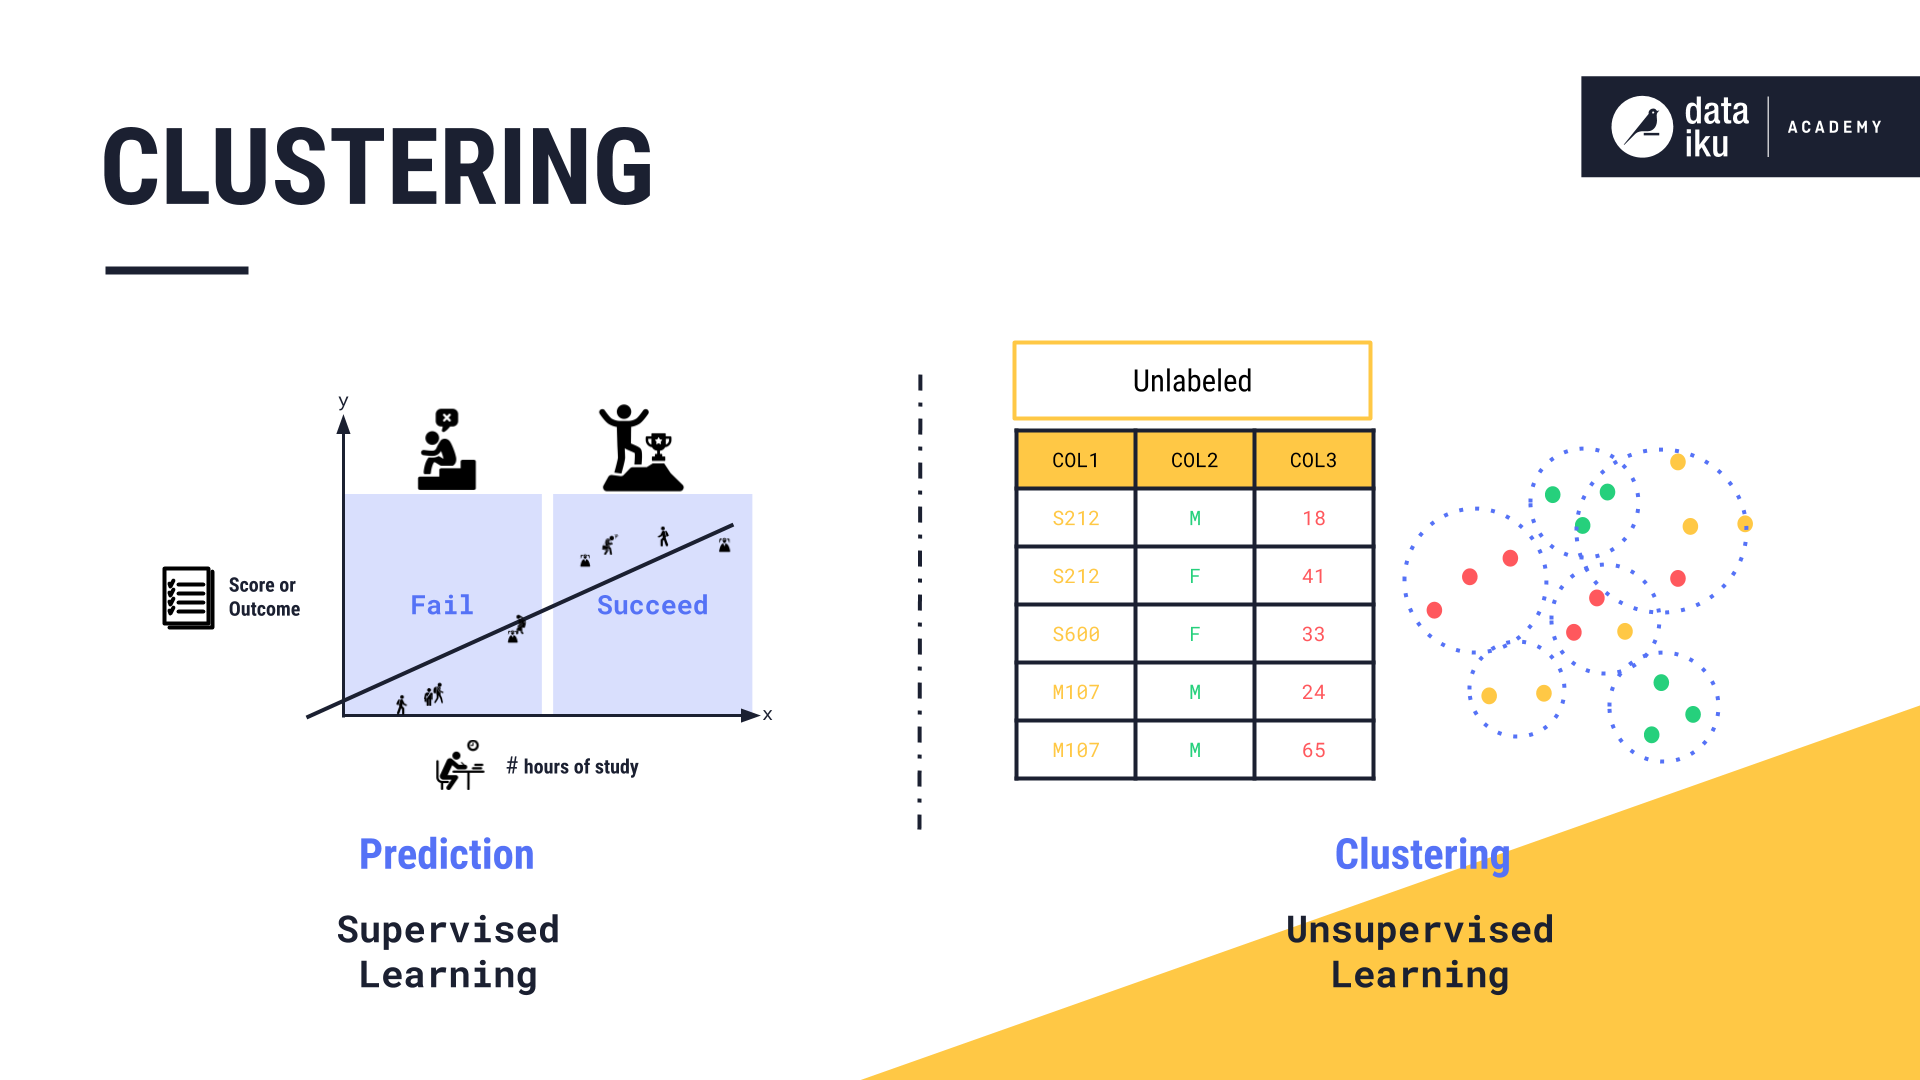 CLUSTERING
data
iku
ACADEMY
y
Fail
Succeed
Score or
Outcome
x
# hours of study
Prediction
Supervised
Learning
Unlabeled
COL1 COL2 COL3
S212 M 18
S212 F 41
S600 F 33
M107 M 24
M107 M 65
Clustering
Unsupervised
Learning